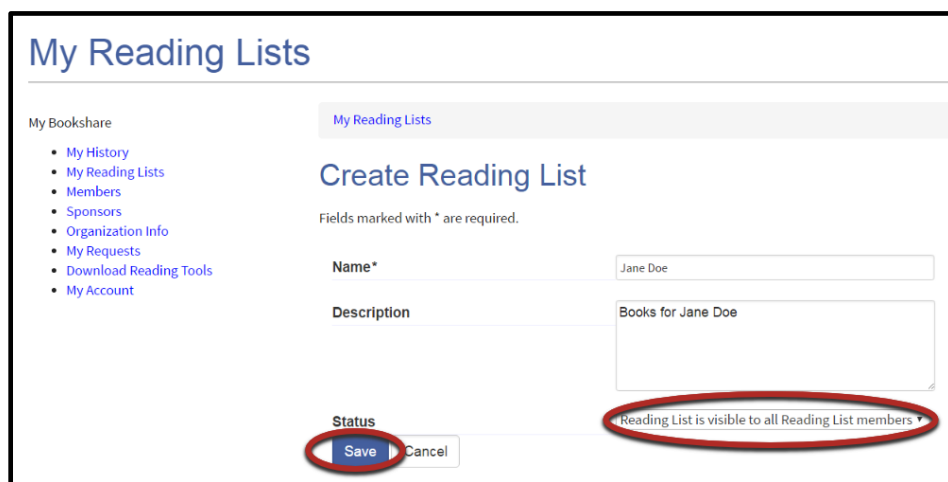 My Reading Lists
My Bookshare
My History
My Reading Lists
Members
Sponsors
Organization Info
My Requests
Download Reading Tools
My Account
My Reading Lists
Create Reading List
Fields marked with * are required.
Name*
Jane Doe
Description
Books for Jane Doe
Status
Reading List is visible to all Reading List members
Save
Cancel